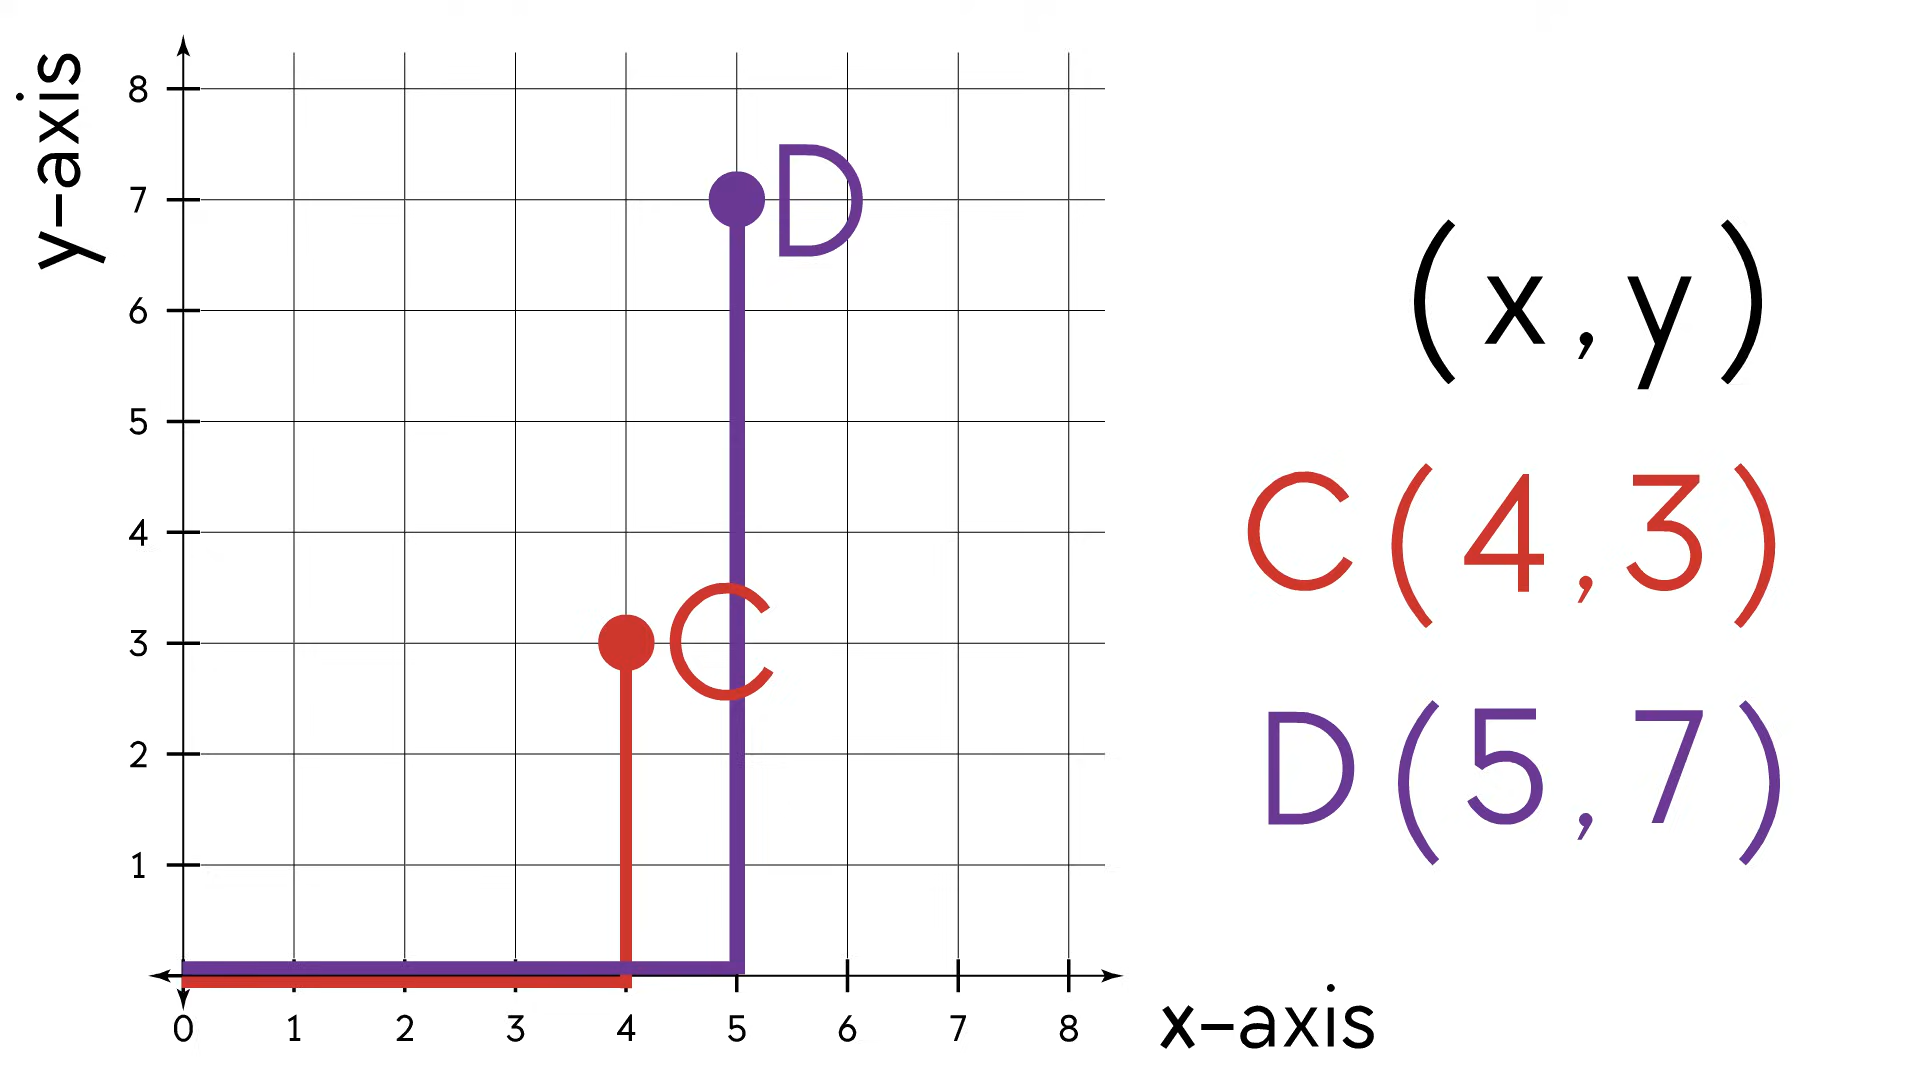 y-axis
8
7
6
5
4
3
2
1
0 1 2 3 4 5 6 7 8
x-axis
D
C
(x,y)
C(4,3)
D(5,7)